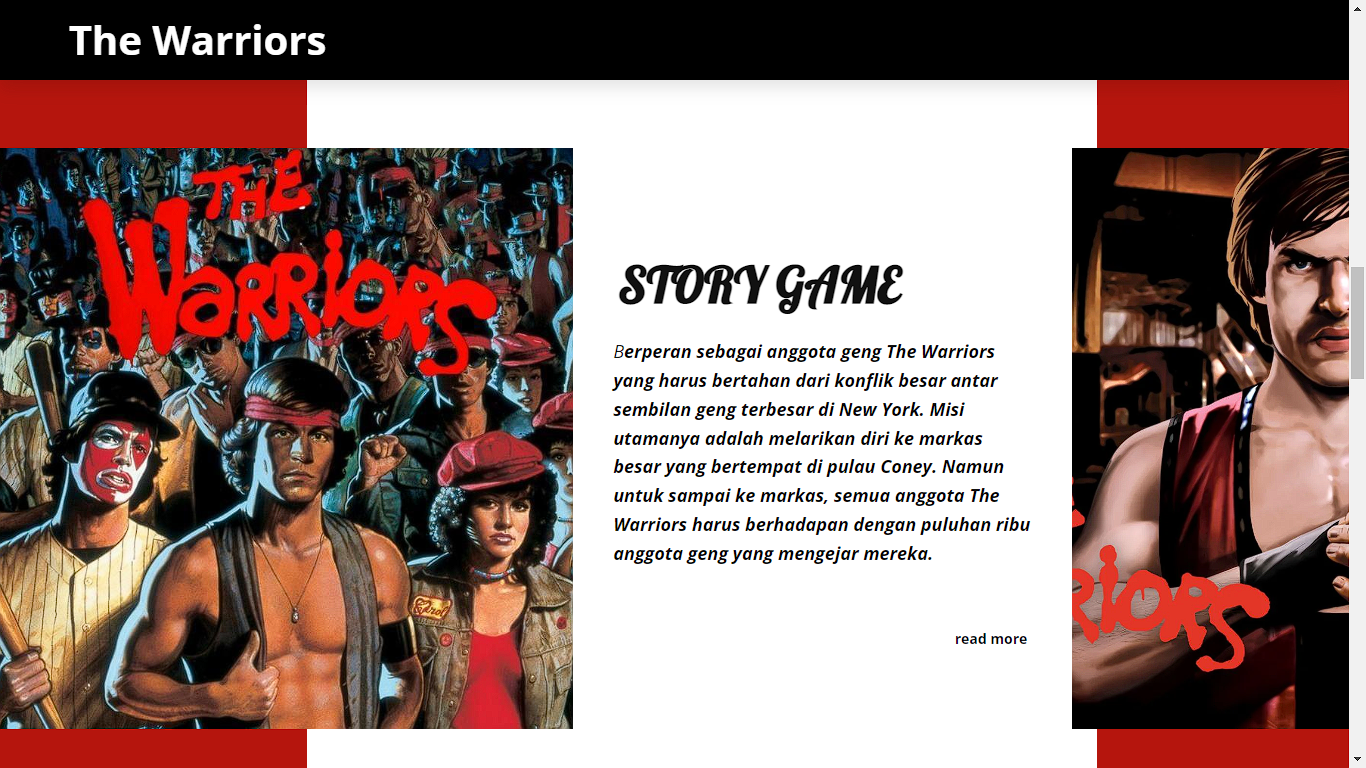 The Warriors
THE
WARRIORS
STORY GAME
Berperan sebagai anggota geng The Warriors
yang harus bertahan dari konflik besar antar
sembilan geng terbesar di New York. Misi
utamanya adalah melarikan diri ke markas
besar yang bertempat di pulau Coney. Namun
untuk sampai ke markas, semua anggota The
Warriors harus berhadapan dengan puluhan ribu
anggota geng yang mengejar mereka.
read more
RIORS